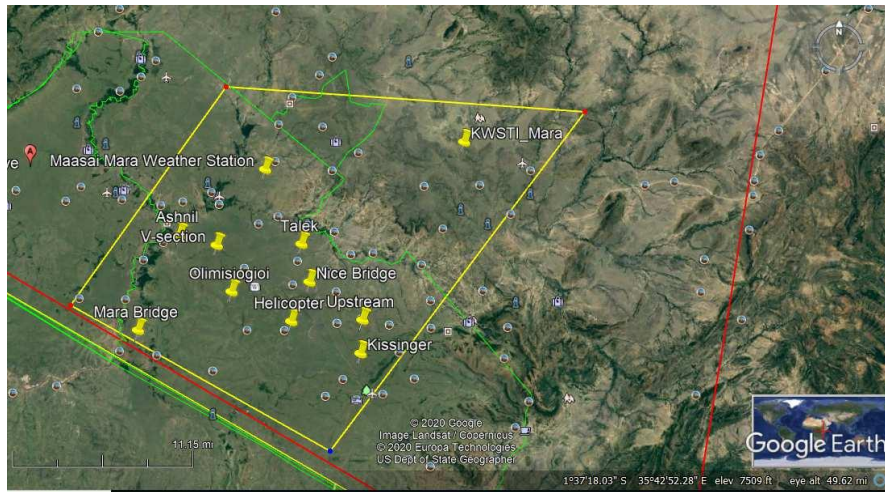 N
A
ve
KWSTI_Mara
Maasai Mara Weather Station
Ashnil
V-section
Talek
Olimisiogioi
Nice Bridge
Helicopter
Upstream
Mara Bridge
Kissinger
11.15 mi
© 2020 Google
Image Landsat / Copernicus
© 2020 Europa Technologies
US Dept of State Geographer
Google Earth
1°37'18.03" S 35°42'52.28" E elev 7509 ft eye alt 49.62 mi